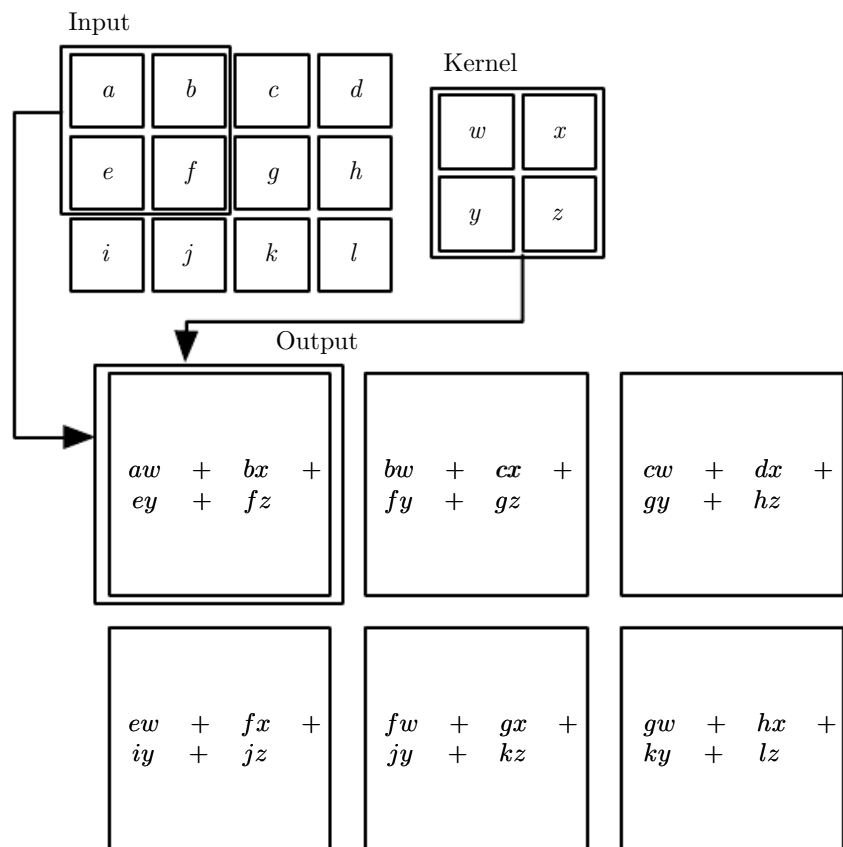 Input
Kernel
a b c d
w x
e f g h
y z
i j k l
Output
aw + bx +
ey + fz
bw + cx +
fy + gz
cw + dx +
gy + hz
ew + fx +
iy + jz
fw + gx +
jy + kz
gw + hx +
ky + lz